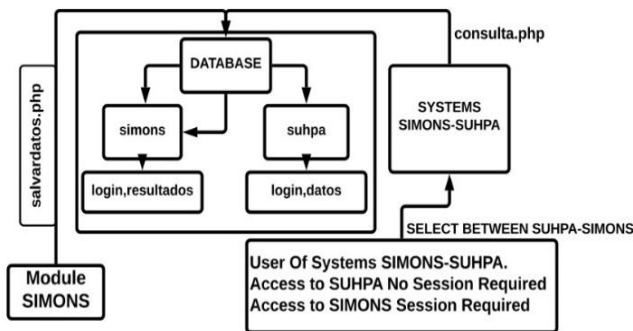 consulta.php
DATABASE
SYSTEMS
SIMONS-SUHPA
salvardatos.php
simons
suhpa
login,resultados
login,datos
SELECT BETWEEN SUHPA-SIMONS
Module
SIMONS
User Of Systems SIMONS-SUHPA.
Access to SUHPA No Session Required
Access to SIMONS Session Required